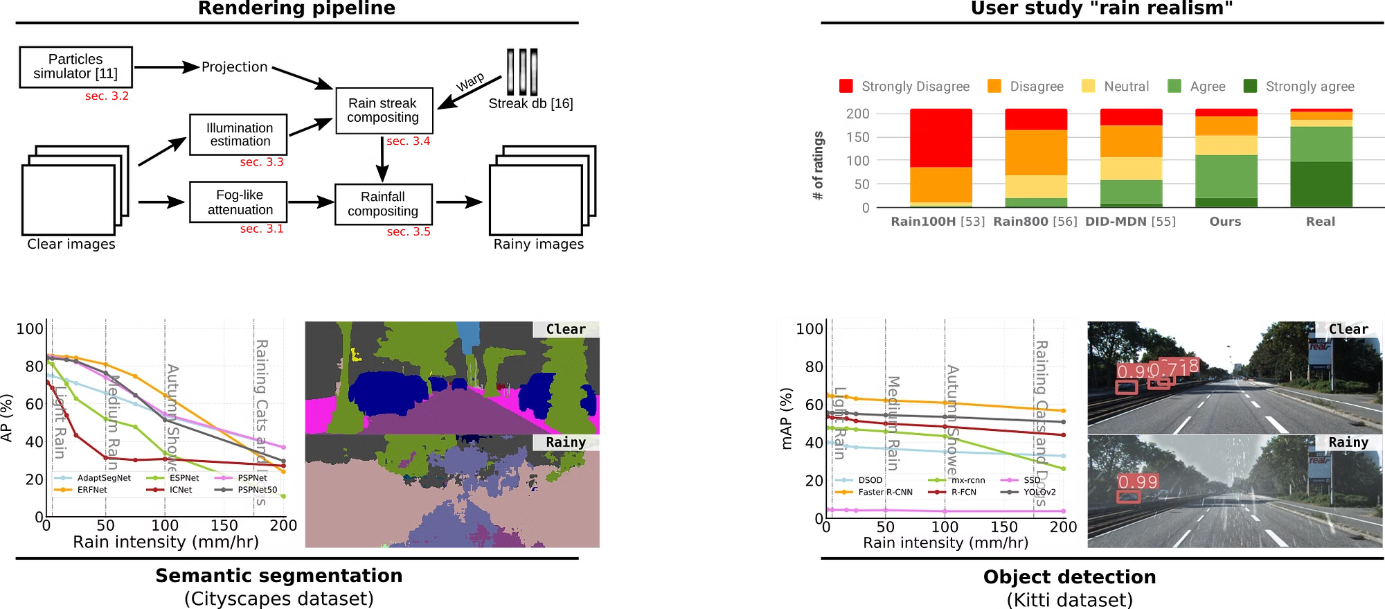 Rendering pipeline
Particles
simulator [11]
sec. 3.2
Projection
Warp
Streak db [16]
Rain streak
compositing
sec. 3.4
Illumination
estimation
sec. 3.3
Clear images
Fog-like
attenuation
sec. 3.1
Rainfall
compositing
sec. 3.5
Rainy images
User study "rain realism"
Strongly Disagree Disagree Neutral Agree Strongly agree
# of ratings
200
150
100
50
0
Rain100H [53] Rain800 [56] DID-MDN [55] Ours Real
AP (%)
100
80
60
40
20
0
Light Rain
Medium Rain
Autumn Showe
Raining Cats and
AdaptSegNet ESPNet PSPNet
ERFNet ICNet PSPNet50
0 50 100 150 200
Rain intensity (mm/hr)
Clear
Rainy
Semantic segmentation
(Cityscapes dataset)
mAP (%)
100
80
60
40
20
0
Light Rain
Medium Rain
Autumn Showe
Raining Cats and Dogs
DSOD mx-rcnn SSD
Faster R-CNN R-FCN YOLOv2
0 50 100 150 200
Rain intensity (mm/hr)
Clear
0.718
Rainy
0.99
Object detection
(Kitti dataset)